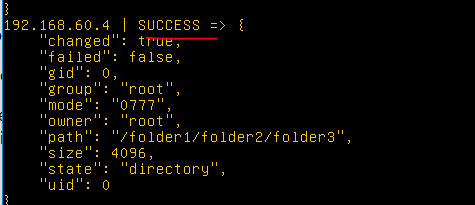 }
192.168.60.4 | SUCCESS => {
    "changed": true,
    "failed": false,
    "gid": 0,
    "group": "root",
    "mode": "0777",
    "owner": "root",
    "path": "/folder1/folder2/folder3",
    "size": 4096,
    "state": "directory",
    "uid": 0
}